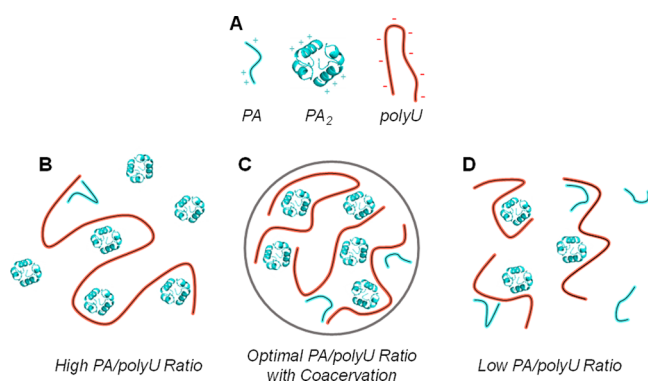 A
PA
PA₂
polyU
B
C
D
High PA/polyU Ratio
Optimal PA/polyU Ratio
with Coacervation
Low PA/polyU Ratio